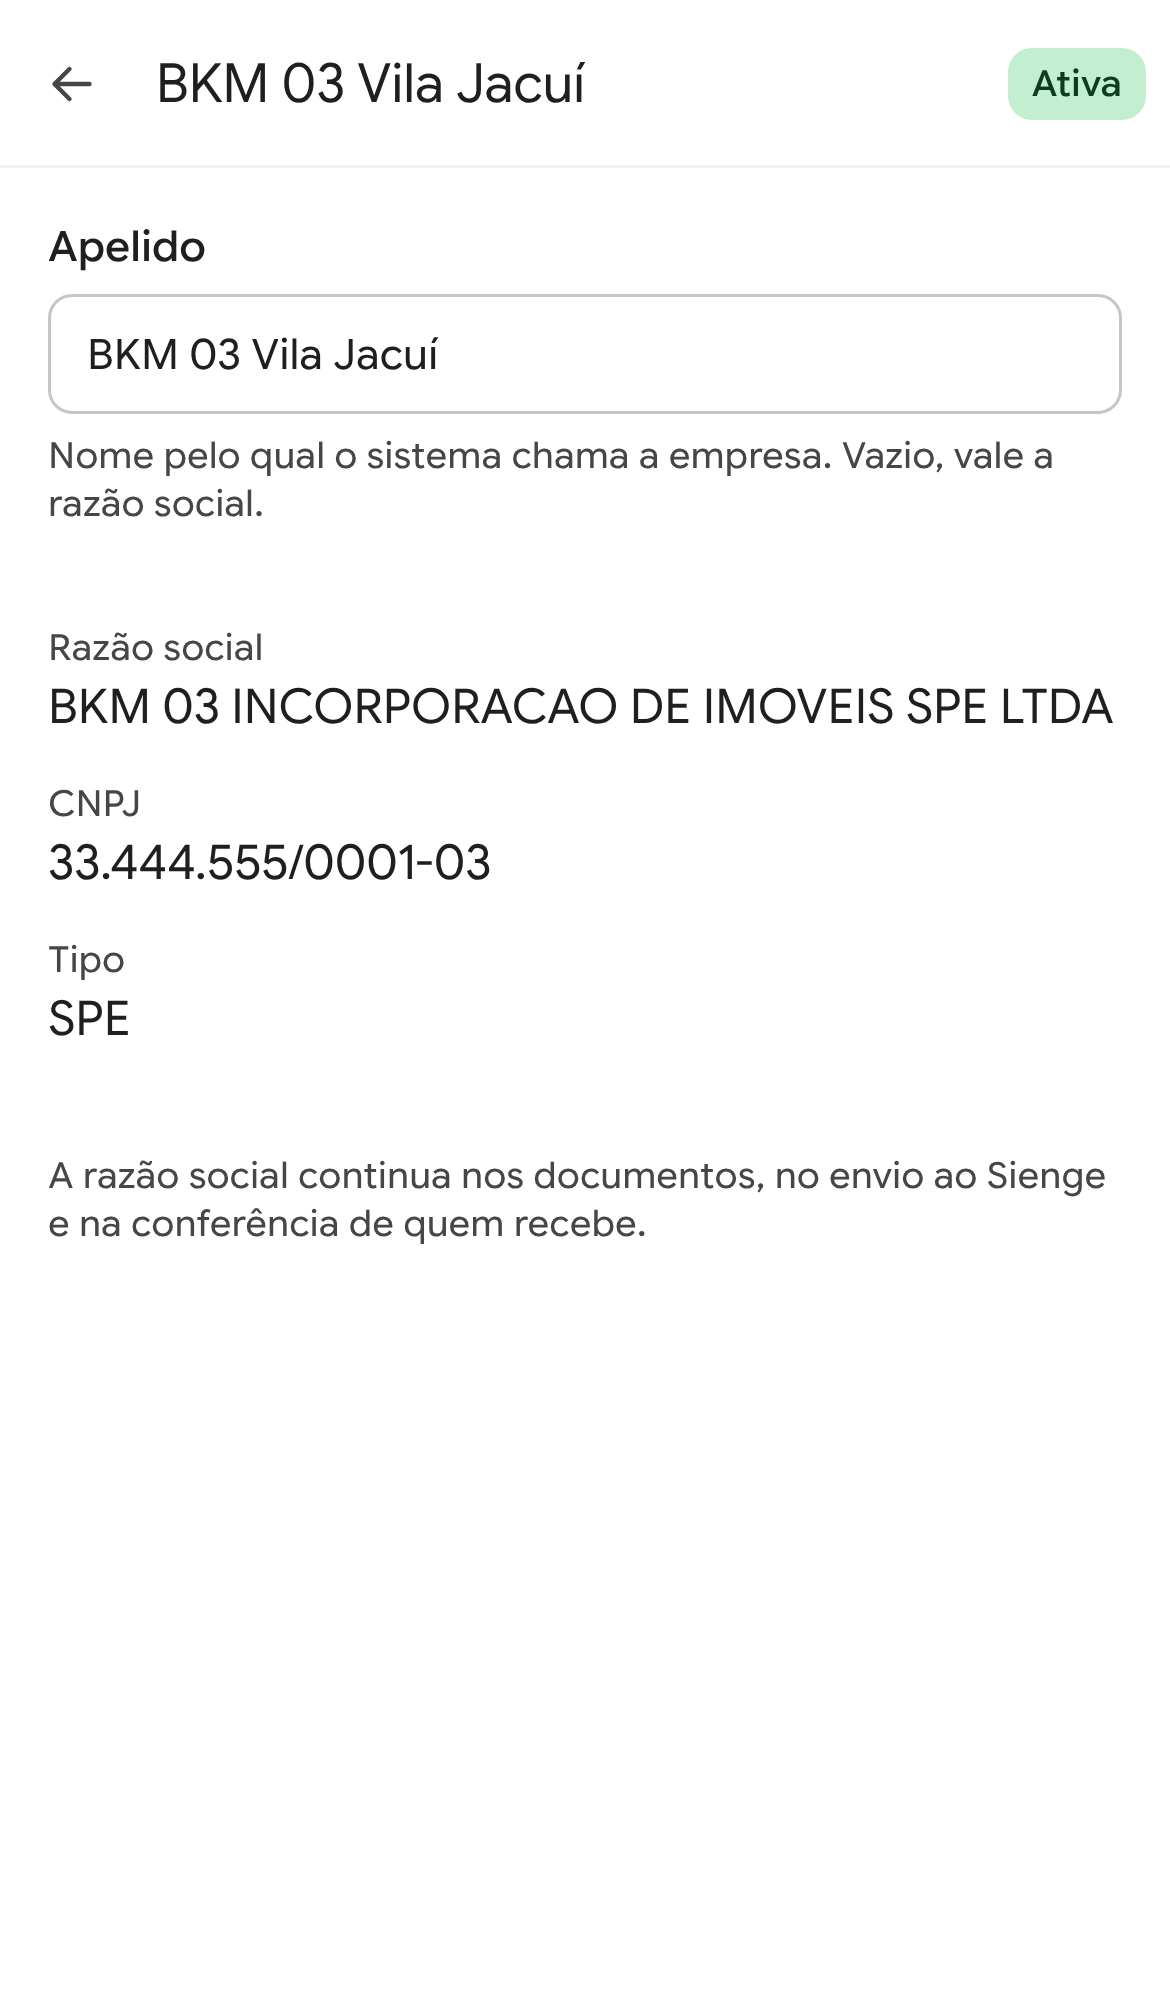 BKM 03 Vila Jacuí
Ativa
Apelido
BKM 03 Vila Jacuí
Nome pelo qual o sistema chama a empresa. Vazio, vale a
razão social.
Razão social
BKM 03 INCORPORACAO DE IMOVEIS SPE LTDA
CNPJ
33.444.555/0001-03
Tipo
SPE
A razão social continua nos documentos, no envio ao Sienge
e na conferência de quem recebe.